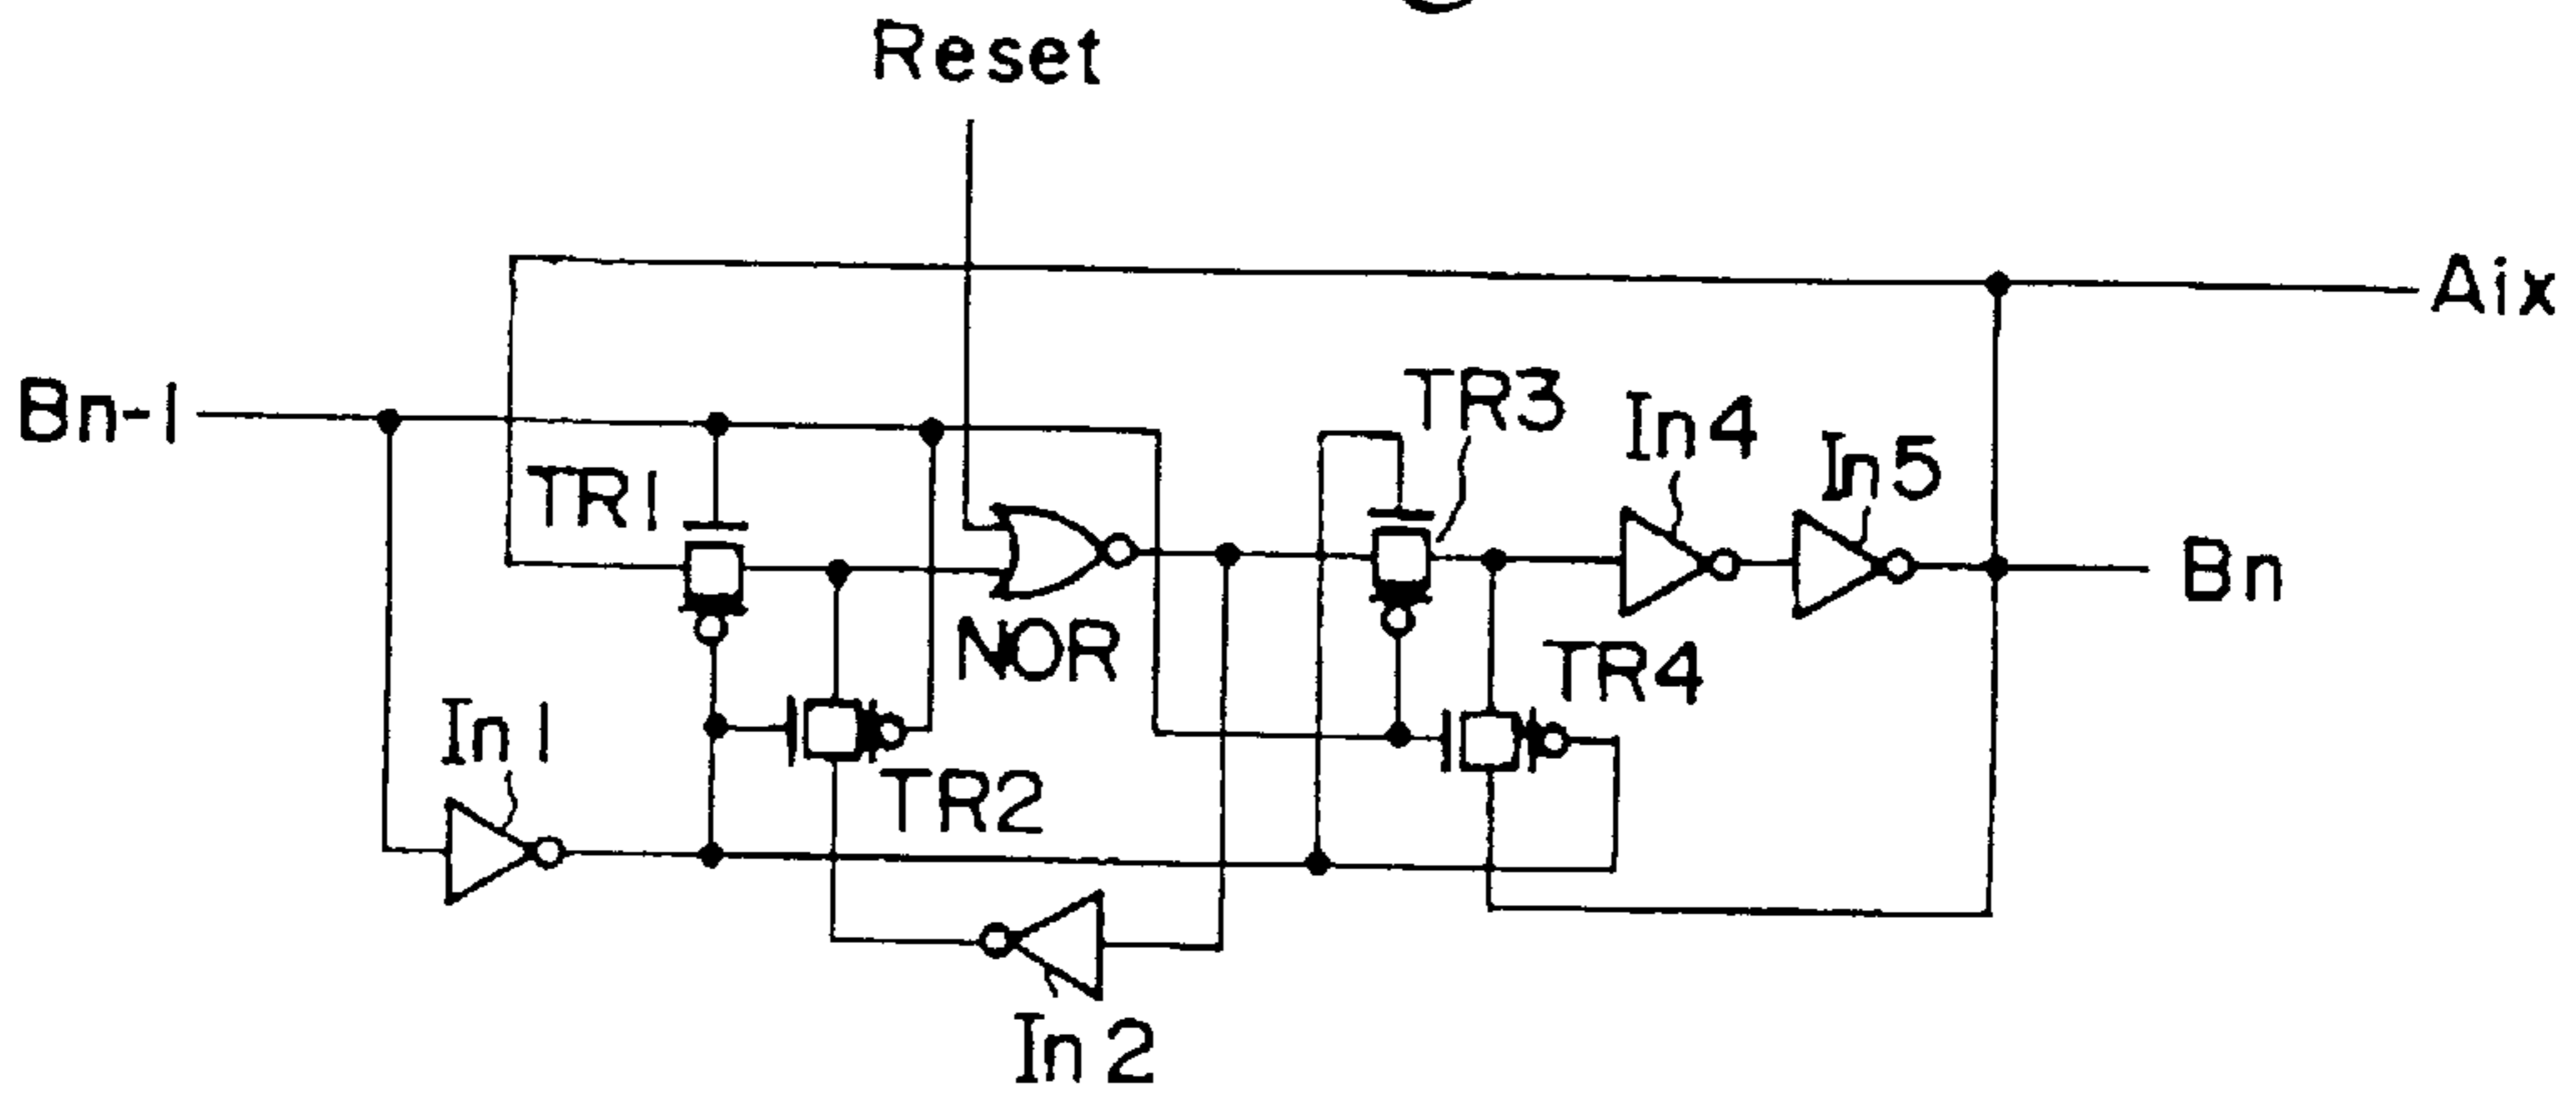 Reset
Aix
Bn-1
TR3
In4
In5
TR1
Bn
NOR
TR4
In1
TR2
In2